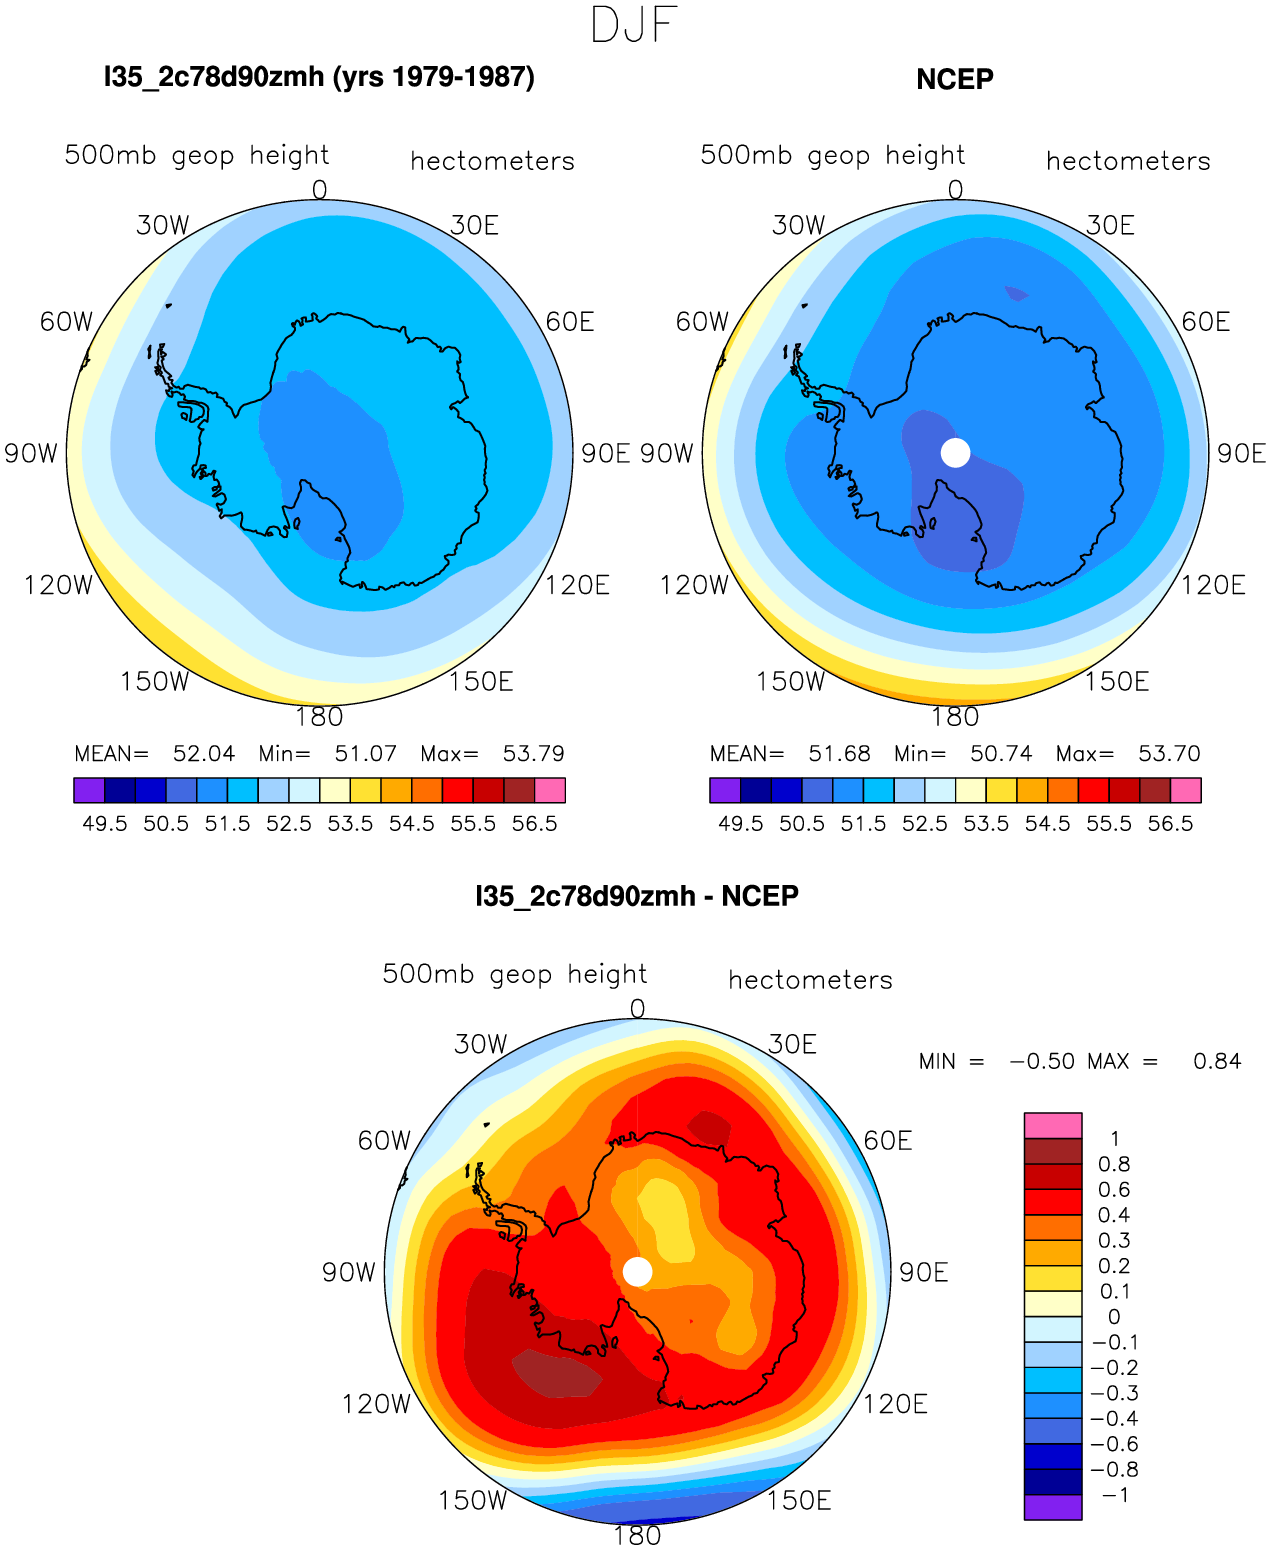 DJF
I35_2c78d90zmh (yrs 1979-1987)
NCEP
500mb geop height hectometers
500mb geop height hectometers
0
30W 30E
60W 60E
90W 90E
120W 120E
150W 150E
180
0
30W 30E
60W 60E
90W 90E
120W 120E
150W 150E
180
MEAN= 52.04 Min= 51.07 Max= 53.79
49.5 50.5 51.5 52.5 53.5 54.5 55.5 56.5
MEAN= 51.68 Min= 50.74 Max= 53.70
49.5 50.5 51.5 52.5 53.5 54.5 55.5 56.5
I35_2c78d90zmh - NCEP
500mb geop height hectometers
0
30W 30E
60W 60E
90W 90E
120W 120E
150W 150E
180
MIN = -0.50 MAX = 0.84
1
0.8
0.6
0.4
0.3
0.2
0.1
0
-0.1
-0.2
-0.3
-0.4
-0.6
-0.8
-1